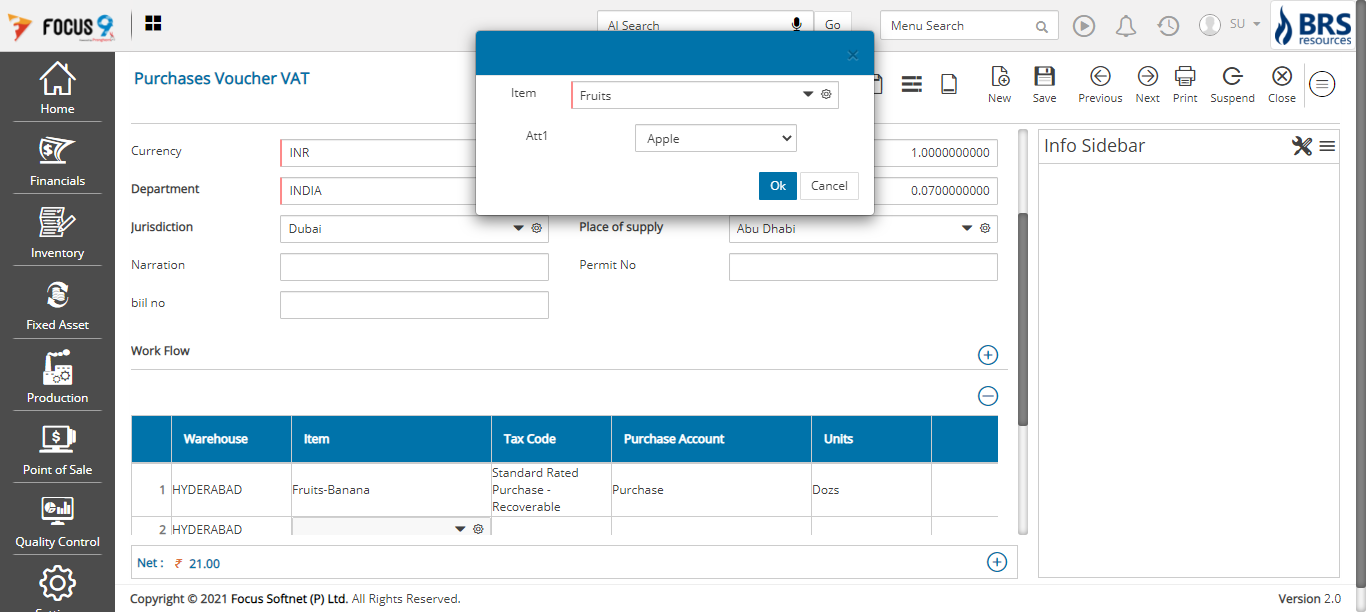 FOCUS 9
AI Search
Go
Menu Search
SU
BRS
resources
Home
Financials
Inventory
Fixed Asset
Production
Point of Sale
Quality Control
Purchases Voucher VAT
New
Save
Previous
Next
Print
Suspend
Close
Item
Fruits
Att1
Apple
Ok
Cancel
Currency
INR
1.0000000000
Department
INDIA
0.0700000000
Jurisdiction
Dubai
Place of supply
Abu Dhabi
Narration
Permit No
biil no
Work Flow
Warehouse
Item
Tax Code
Purchase Account
Units
1
HYDERABAD
Fruits-Banana
Standard Rated
Purchase -
Recoverable
Purchase
Dozs
2
HYDERABAD
Net : ₹ 21.00
Info Sidebar
Copyright © 2021 Focus Softnet (P) Ltd. All Rights Reserved.
Version 2.0